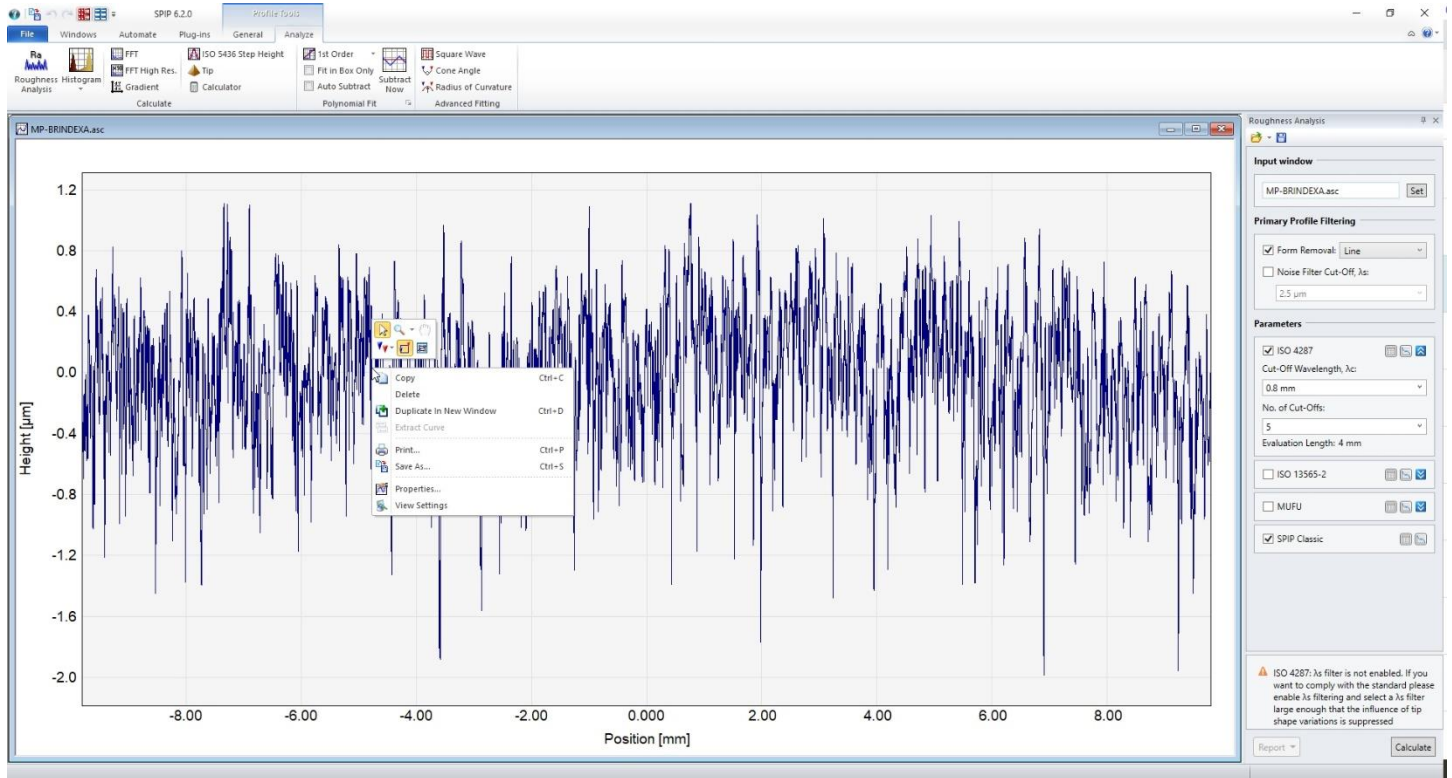 SPIP 6.2.0
Profile Tools
File Windows Automate Plug-ins General Analyze
Ra
Roughness Analysis
Histogram
FFT
FFT High Res.
Gradient
ISO 5436 Step Height
Tip
Calculator
Calculate
1st Order
Fit in Box Only
Auto Subtract
Subtract Now
Polynomial Fit
Square Wave
Cone Angle
Radius of Curvature
Advanced Fitting
MP-BRINDEXA.asc
1.2
0.8
0.4
0.0
-0.4
-0.8
-1.2
-1.6
-2.0
Height [µm]
Copy Ctrl+C
Delete
Duplicate In New Window Ctrl+D
Extract Curve
Print... Ctrl+P
Save As... Ctrl+S
Properties...
View Settings
-8.00 -6.00 -4.00 -2.00 0.000 2.00 4.00 6.00 8.00
Position [mm]
Roughness Analysis
Input window
MP-BRINDEXA.asc Set
Primary Profile Filtering
Form Removal: Line
Noise Filter Cut-Off, λs:
2.5 µm
Parameters
ISO 4287
Cut-Off Wavelength, λc:
0.8 mm
No. of Cut-Offs:
5
Evaluation Length: 4 mm
ISO 13565-2
MUFU
SPIP Classic
ISO 4287: λs filter is not enabled. If you
want to comply with the standard please
enable λs filtering and select a λs filter
large enough that the influence of tip
shape variations is suppressed
Report Calculate